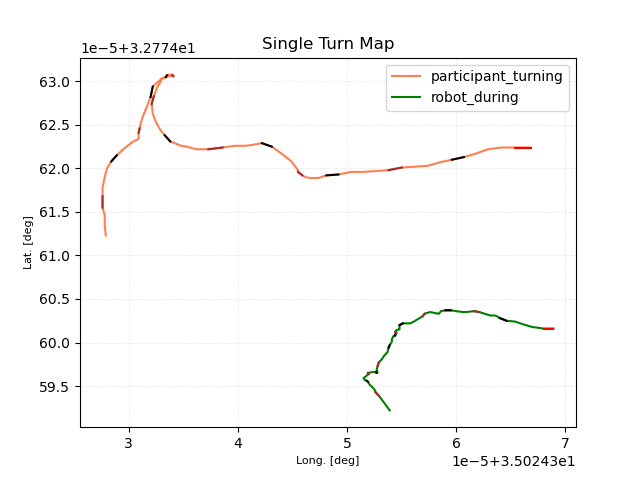 Single Turn Map
1e−5+3.2774e1
participant_turning
robot_during
63.0
62.5
62.0
61.5
61.0
60.5
60.0
59.5
Lat. [deg]
3 4 5 6 7
Long. [deg]
1e−5+3.50243e1